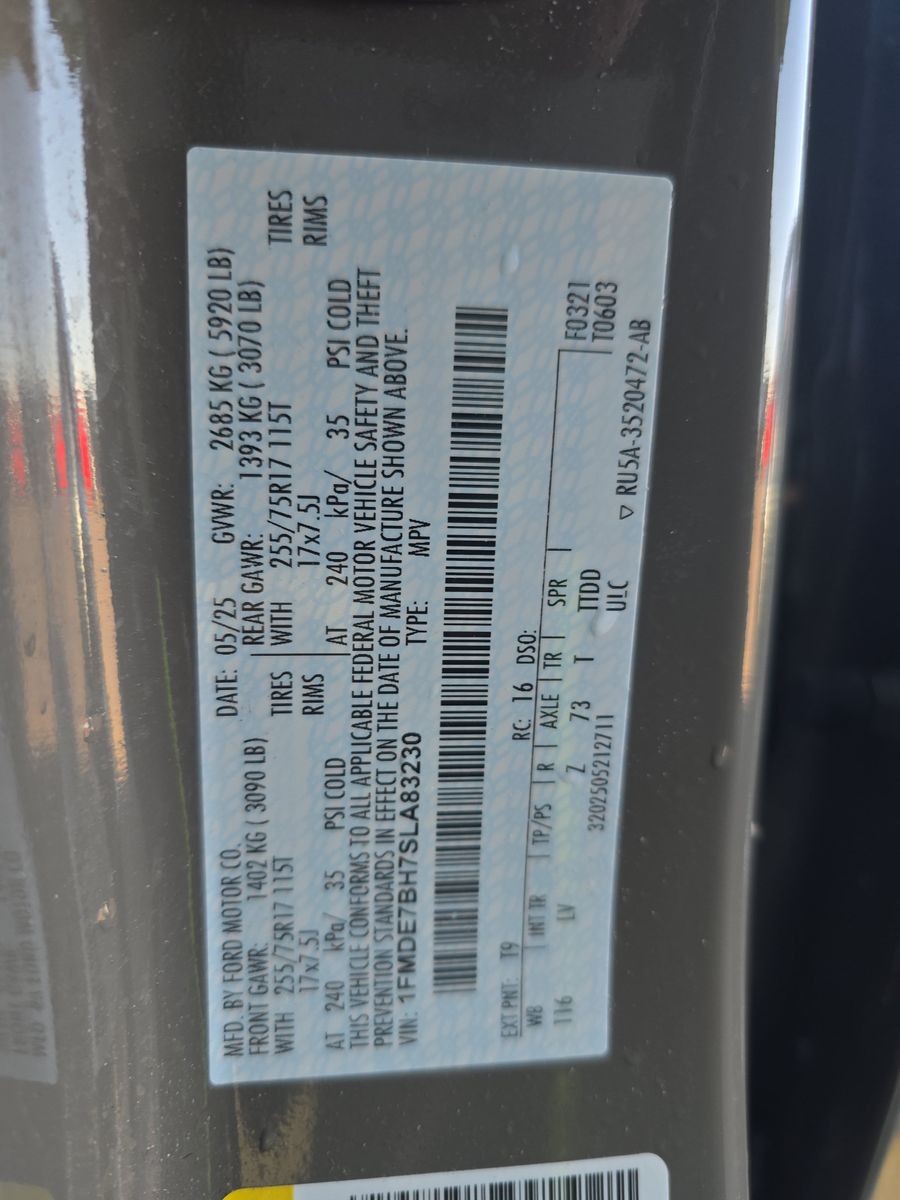 MFD. BY FORD MOTOR CO. DATE: 05/25 GVWR: 2685 KG ( 5920 LB)
FRONT GAWR: 1402 KG ( 3090 LB) REAR GAWR: 1393 KG ( 3070 LB)
WITH 255/75R17 115T TIRES WITH 255/75R17 115T TIRES
17x7.5J RIMS 17x7.5J RIMS
AT 240 kPa/ 35 PSI COLD AT 240 kPa/ 35 PSI COLD
THIS VEHICLE CONFORMS TO ALL APPLICABLE FEDERAL MOTOR VEHICLE SAFETY AND THEFT
PREVENTION STANDARDS IN EFFECT ON THE DATE OF MANUFACTURE SHOWN ABOVE.
VIN: 1FMDE7BH7SLA83230 TYPE: MPV
EXT PNT: T9 RC: 16 DSO: F0321
WB INT TR TP/PS R AXLE TR SPR T0603
116 LV Z 73 T TTDD
3202505212711 UIC RU5A-3520472-AB